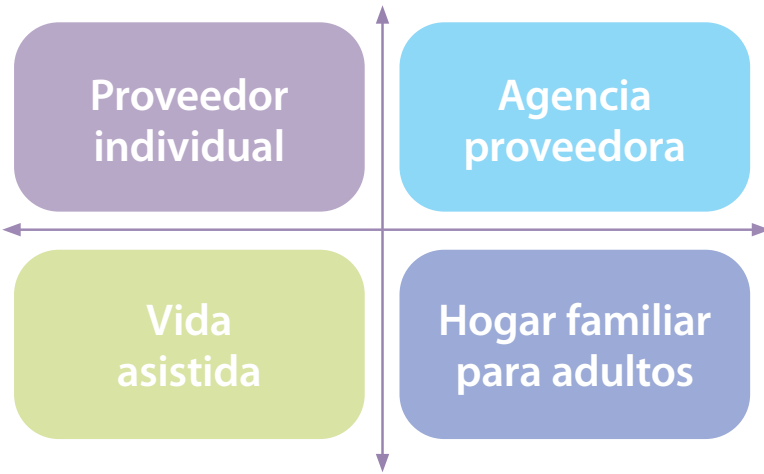 Proveedor
individual
Agencia
proveedora
Vida
asistida
Hogar familiar
para adultos